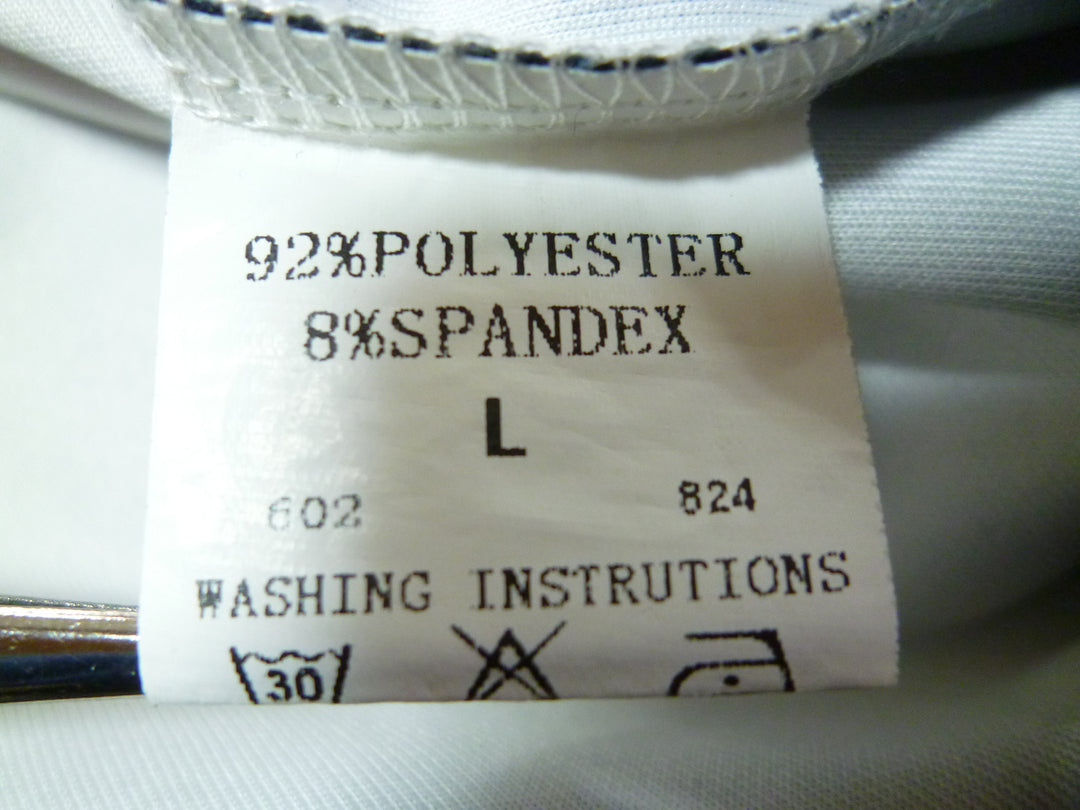 92%POLYESTER
8%SPANDEX
L
602 824
WASHING INSTRUTIONS
30